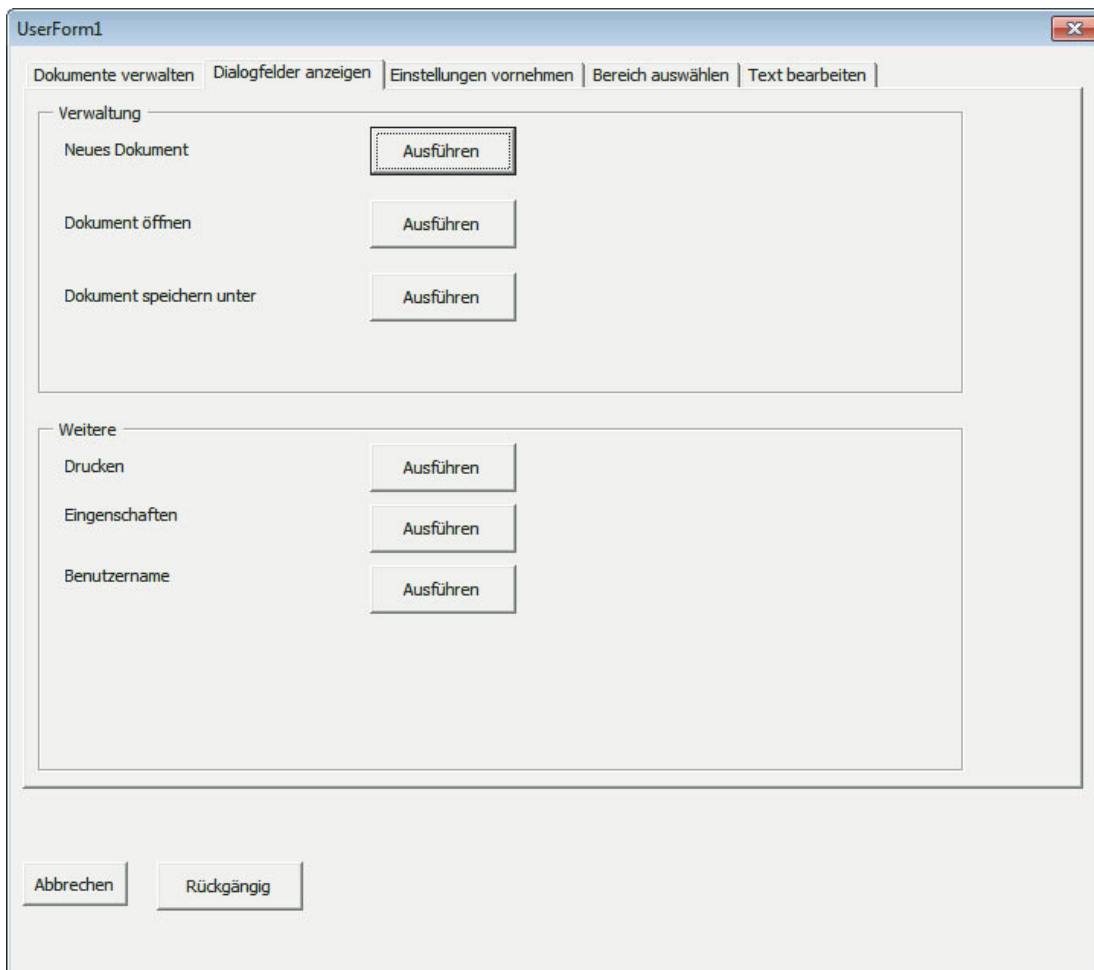 UserForm1
Dokumente verwalten Dialogfelder anzeigen Einstellungen vornehmen Bereich auswählen Text bearbeiten
Verwaltung
Neues Dokument Ausführen
Dokument öffnen Ausführen
Dokument speichern unter Ausführen
Weitere
Drucken Ausführen
Eingenschaften Ausführen
Benutzername Ausführen
Abbrechen Rückgängig